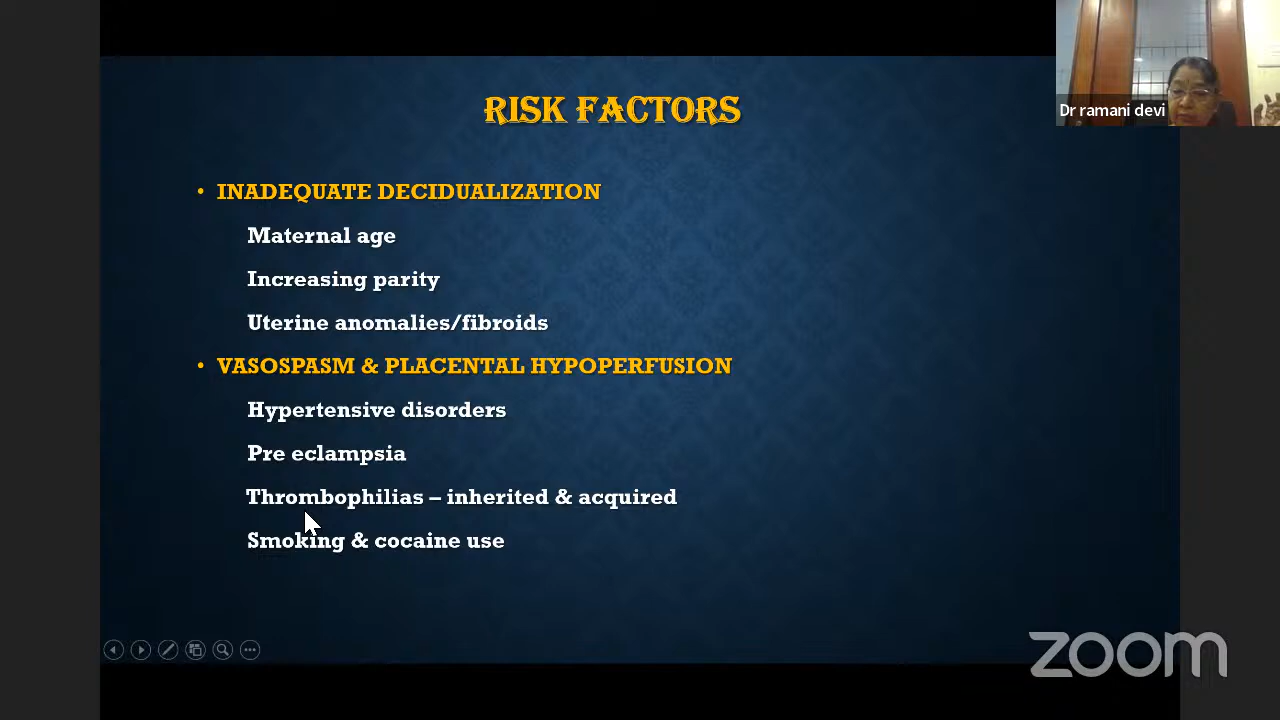 RISK FACTORS
Dr ramani devi
• INADEQUATE DECIDUALIZATION
Maternal age
Increasing parity
Uterine anomalies/fibroids
• VASOSPASM & PLACENTAL HYPOPERFUSION
Hypertensive disorders
Pre eclampsia
Thrombophilias – inherited & acquired
Smoking & cocaine use
zoom